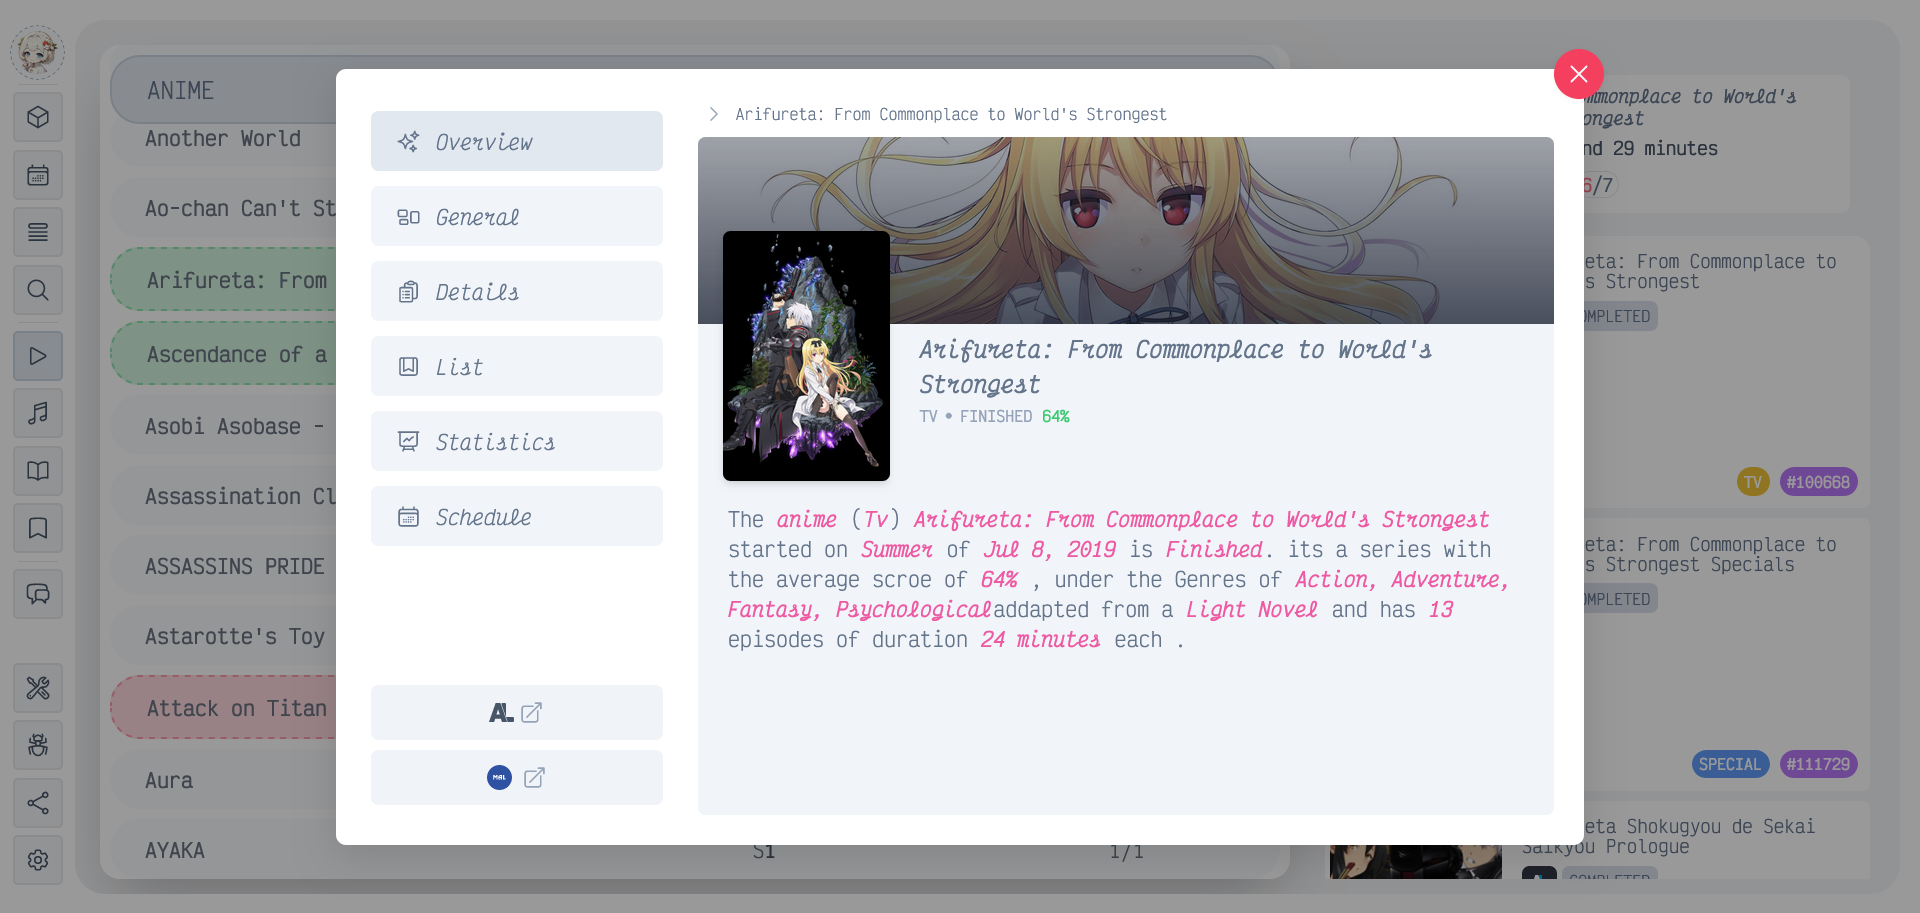 ANIME
Another World
Ao-chan Can't St
Arifureta: From
Ascendance of a
Asobi Asobase -
Assassination Cl
ASSASSINS PRIDE
Astarotte's Toy
Attack on Titan
Aura
AYAKA
S1
1/1
Overview
General
Details
List
Statistics
Schedule
AL
MAL
Arifureta: From Commonplace to World's Strongest
Arifureta: From Commonplace to World's
Strongest
TV • FINISHED 64%
The anime (Tv) Arifureta: From Commonplace to World's Strongest
started on Summer of Jul 8, 2019 is Finished. its a series with
the average scroe of 64% , under the Genres of Action, Adventure,
Fantasy, Psychologicaladdapted from a Light Novel and has 13
episodes of duration 24 minutes each .
mmonplace to World's
ongest
nd 29 minutes
6/7
eta: From Commonplace to
s Strongest
OMPLETED
TV
#100668
eta: From Commonplace to
s Strongest Specials
OMPLETED
SPECIAL
#111729
eta Shokugyou de Sekai
Saikyou Prologue
COMPLETED